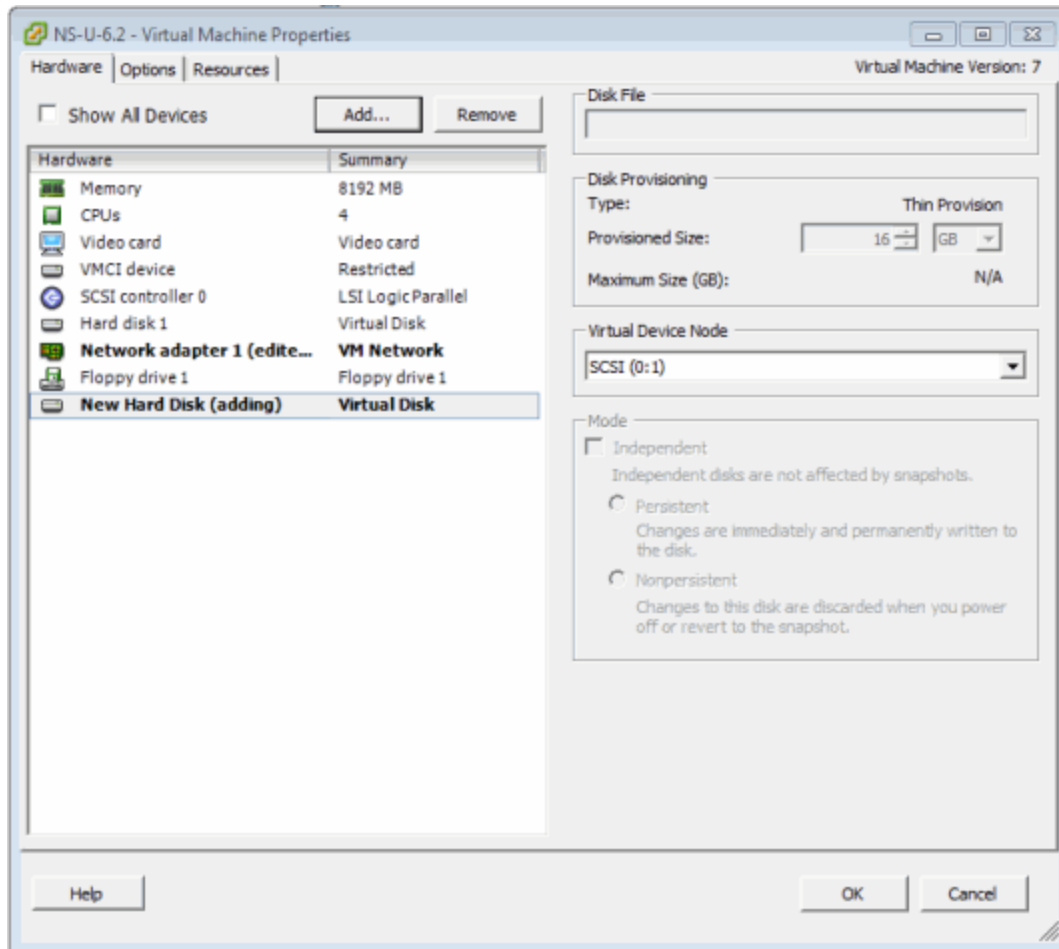 NS-U-6.2 - Virtual Machine Properties
Hardware Options Resources Virtual Machine Version: 7
Show All Devices Add... Remove
Hardware Summary
Memory 8192 MB
CPUs 4
Video card Video card
VMCI device Restricted
SCSI controller 0 LSI Logic Parallel
Hard disk 1 Virtual Disk
Network adapter 1 (edite... VM Network
Floppy drive 1 Floppy drive 1
New Hard Disk (adding) Virtual Disk
Disk File
Disk Provisioning
Type: Thin Provision
Provisioned Size: 16 GB
Maximum Size (GB): N/A
Virtual Device Node
SCSI (0:1)
Mode
Independent
Independent disks are not affected by snapshots.
Persistent
Changes are immediately and permanently written to
the disk.
Nonpersistent
Changes to this disk are discarded when you power
off or revert to the snapshot.
Help OK Cancel